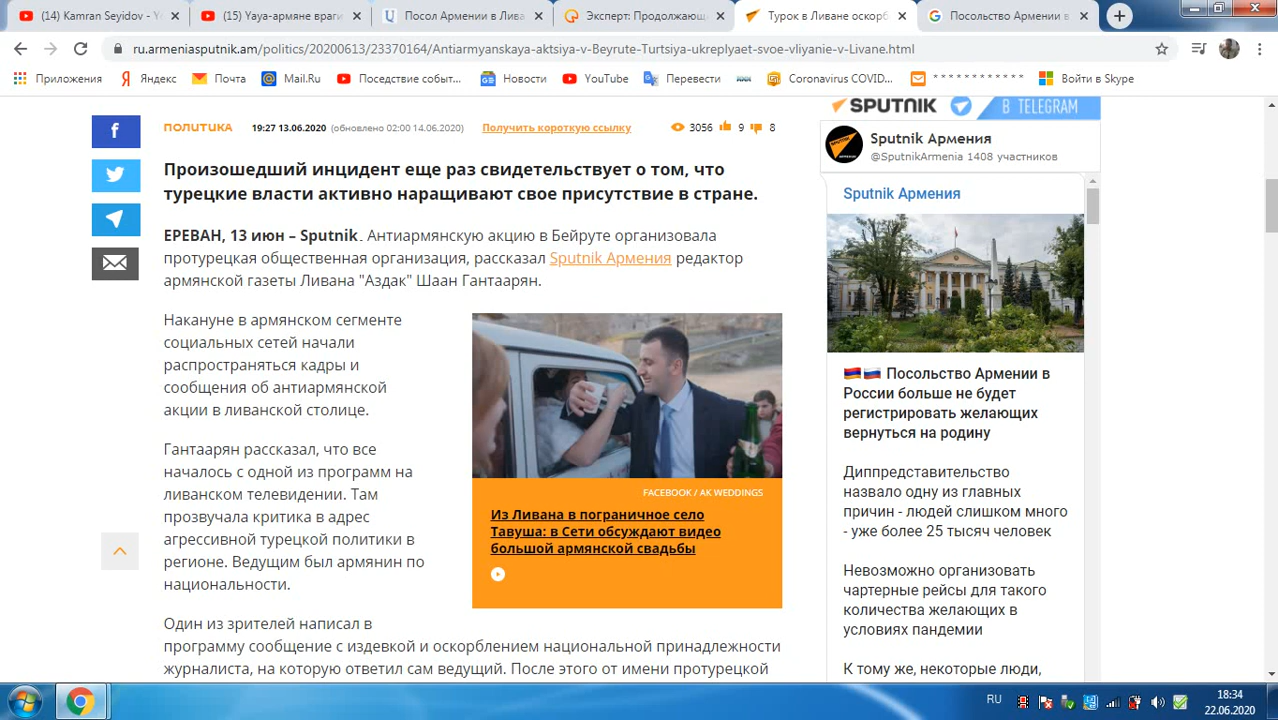 (14) Kamran Seyidov - Y
(15) Yaya-армяне враги
Посол Армении в Лива
Эксперт: Продолжающ
Турок в Ливане оскорб
Посольство Армении в
ru.armeniasputnik.am/politics/20200613/23370164/Antiarmyanskaya-aktsiya-v-Beyrute-Turtsiya-ukreplyaet-svoe-vliyanie-v-Livane.html
Приложения
Яндекс
Почта
Mail.Ru
Поседствие событ...
Новости
YouTube
Перевести
Coronavirus COVID...
* * * * * * * * * * * *
Войти в Skype
ПОЛИТИКА
19:27 13.06.2020 (обновлено 02:00 14.06.2020)
Получить короткую ссылку
3056 9 8
Произошедший инцидент еще раз свидетельствует о том, что
турецкие власти активно наращивают свое присутствие в стране.
ЕРЕВАН, 13 июн – Sputnik. Антиармянскую акцию в Бейруте организовала
протурецкая общественная организация, рассказал Sputnik Армения редактор
армянской газеты Ливана "Аздак" Шаан Гантаарян.
Накануне в армянском сегменте
социальных сетей начали
распространяться кадры и
сообщения об антиармянской
акции в ливанской столице.
Гантаарян рассказал, что все
началось с одной из программ на
ливанском телевидении. Там
прозвучала критика в адрес
агрессивной турецкой политики в
регионе. Ведущим был армянин по
национальности.
Один из зрителей написал в
программу сообщение с издевкой и оскорблением национальной принадлежности
журналиста, на которую ответил сам ведущий. После этого от имени протурецкой
FACEBOOK / AK WEDDINGS
Из Ливана в пограничное село
Тавуша: в Сети обсуждают видео
большой армянской свадьбы
SPUTNIK
В TELEGRAM
Sputnik Армения
@SputnikArmenia 1408 участников
Sputnik Армения
Посольство Армении в
России больше не будет
регистрировать желающих
вернуться на родину
Диппредставительство
назвало одну из главных
причин - людей слишком много
- уже более 25 тысяч человек
Невозможно организовать
чартерные рейсы для такого
количества желающих в
условиях пандемии
К тому же, некоторые люди,
RU
18:34
22.06.2020